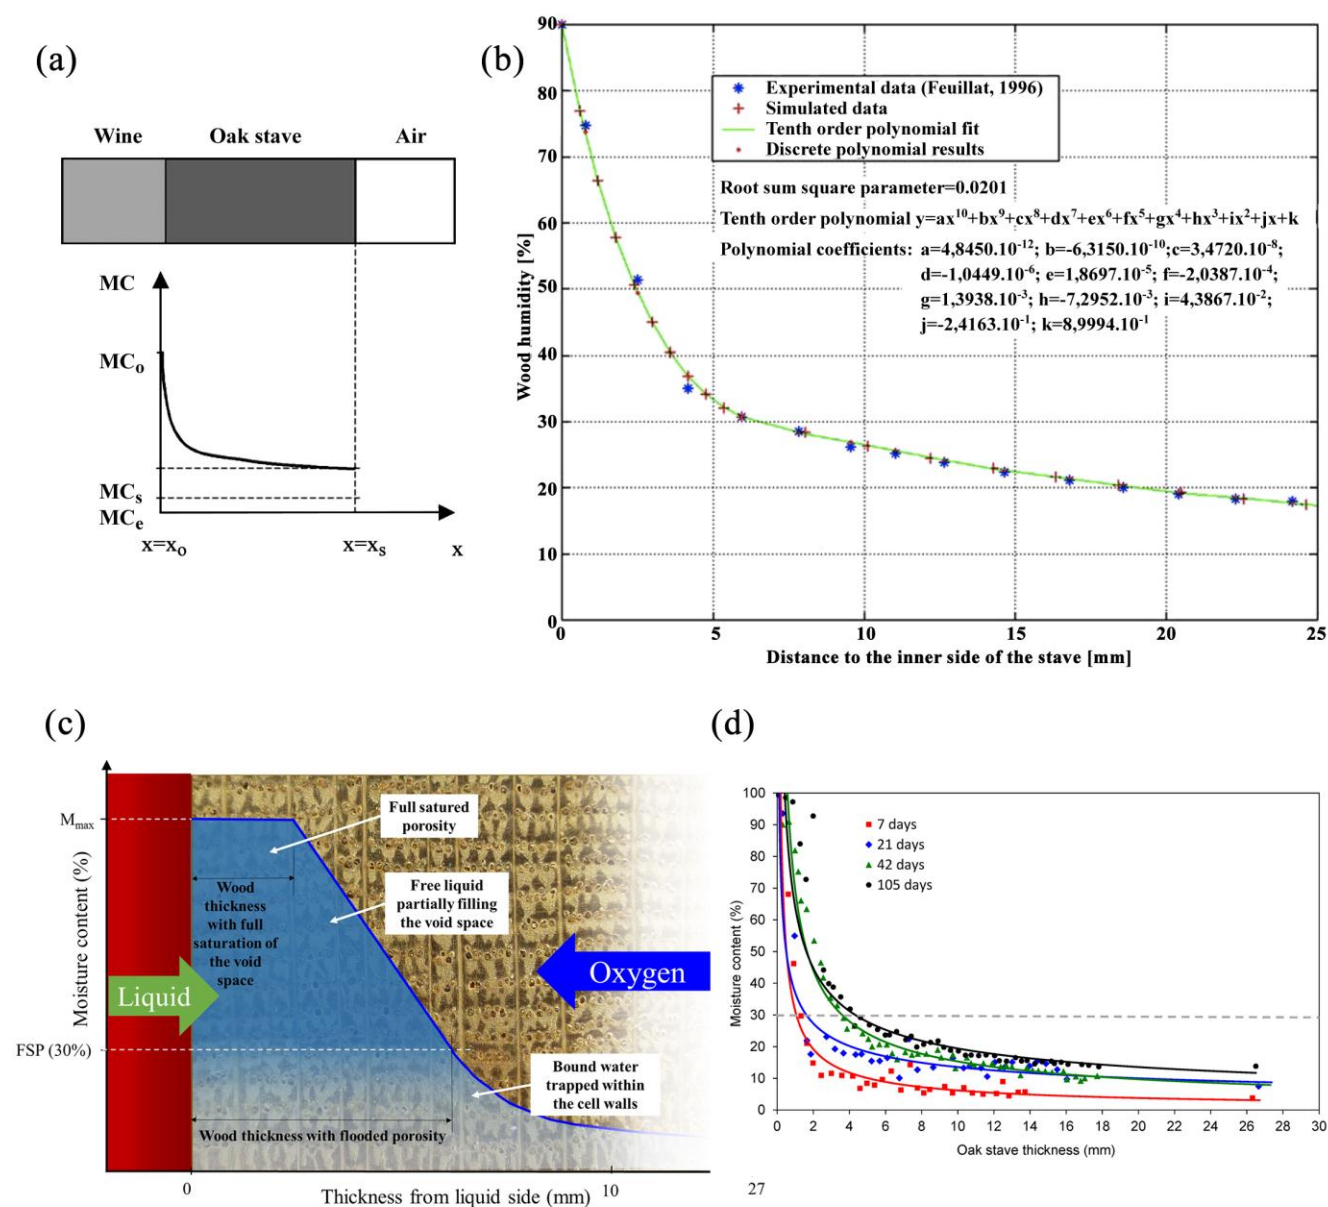 (a)
Wine Oak stave Air
MC
MCo
MCs
MCe
x=xo x=xs x
(b)
90
80
70
60
50
40
30
20
10
0
Wood humidity [%]
Experimental data (Feuillat, 1996)
Simulated data
Tenth order polynomial fit
Discrete polynomial results
Root sum square parameter=0.0201
Tenth order polynomial y=ax¹⁰+bx⁹+cx⁸+dx⁷+ex⁶+fx⁵+gx⁴+hx³+ix²+jx+k
Polynomial coefficients: a=4,8450.10⁻¹²; b=-6,3150.10⁻¹⁰;c=3,4720.10⁻⁸;
d=-1,0449.10⁻⁶; e=1,8697.10⁻⁵; f=-2,0387.10⁻⁴;
g=1,3938.10⁻³; h=-7,2952.10⁻³; i=4,3867.10⁻²;
j=-2,4163.10⁻¹; k=8,9994.10⁻¹
0 5 10 15 20 25
Distance to the inner side of the stave [mm]
(c)
Moisture content (%)
Mmax
FSP (30%)
Full satured
porosity
Wood
thickness
with full
saturation of
the void
space
Free liquid
partially filling
the void space
Liquid
Oxygen
Bound water
trapped within
the cell walls
Wood thickness with flooded porosity
0 10 27
Thickness from liquid side (mm)
(d)
100
90
80
70
60
50
40
30
20
10
0
Moisture content (%)
7 days
21 days
42 days
105 days
0 2 4 6 8 10 12 14 16 18 20 22 24 26 28 30
Oak stave thickness (mm)